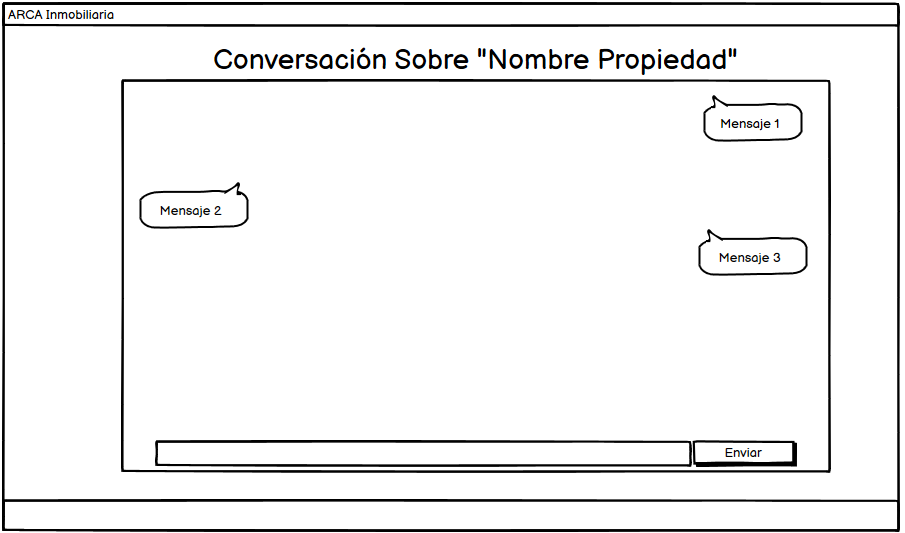 ARCA Inmobiliaria
Conversación Sobre "Nombre Propiedad"
Mensaje 1
Mensaje 2
Mensaje 3
Enviar